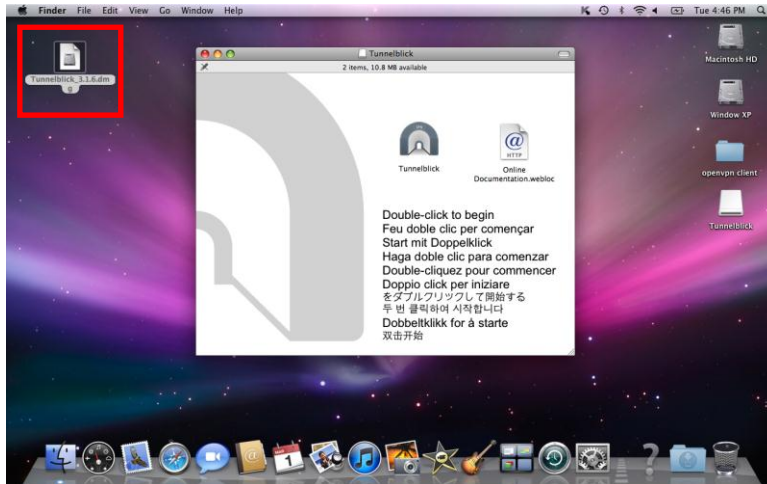 Finder File Edit View Go Window Help
Tue 4:46 PM
Tunnelblick_3.1.6.dm
g
Tunnelblick
2 items, 10.8 MB available
Tunnelblick
@
HTTP
Online
Documentation.webloc
Double-click to begin
Feu doble clic per començar
Start mit Doppelklick
Haga doble clic para comenzar
Double-cliquez pour commencer
Doppio click per iniziare
をダブルクリックして開始する
두 번 클릭하여 시작합니다
Dobbeltklikk for å starte
双击开始
Macintosh HD
Window XP
openvpn client
Tunnelblick
1
?